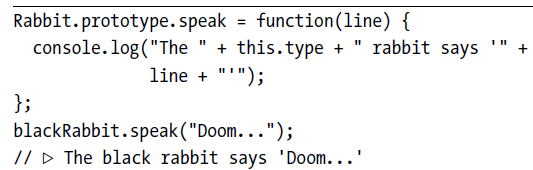 Rabbit.prototype.speak = function(line) {
  console.log("The " + this.type + " rabbit says '" +
              line + "'");
};
blackRabbit.speak("Doom...");
// ▷ The black rabbit says 'Doom...'